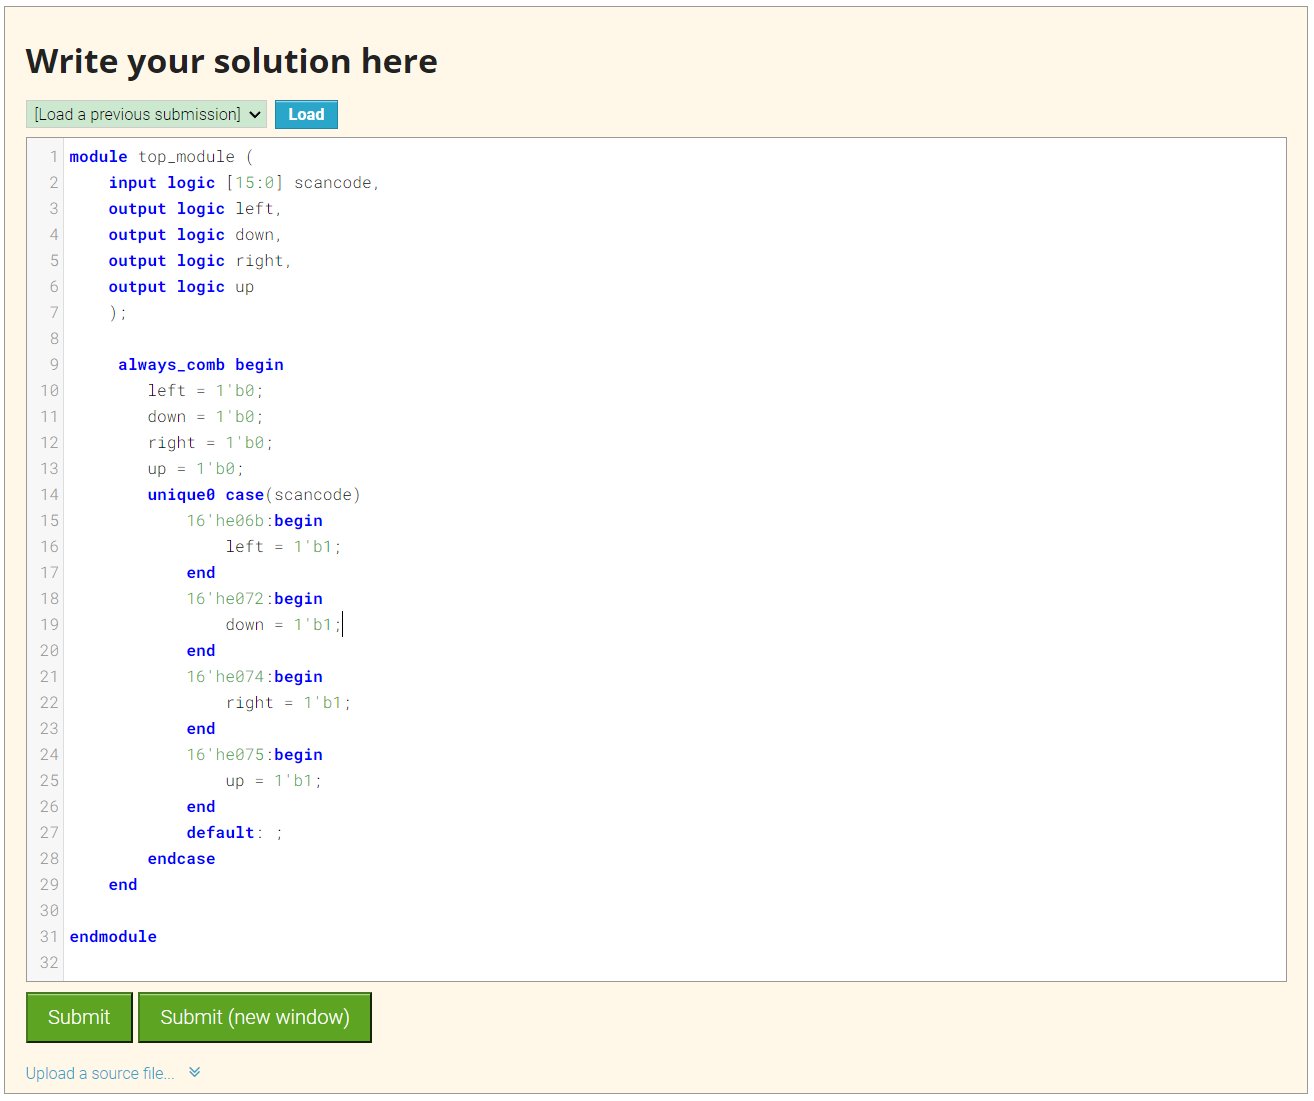 Write your solution here
[Load a previous submission] Load
1 module top_module (
2     input logic [15:0] scancode,
3     output logic left,
4     output logic down,
5     output logic right,
6     output logic up
7     );
8
9      always_comb begin
10         left = 1'b0;
11         down = 1'b0;
12         right = 1'b0;
13         up = 1'b0;
14         unique0 case(scancode)
15             16'he06b:begin
16                 left = 1'b1;
17             end
18             16'he072:begin
19                 down = 1'b1;
20             end
21             16'he074:begin
22                 right = 1'b1;
23             end
24             16'he075:begin
25                 up = 1'b1;
26             end
27             default: ;
28         endcase
29     end
30
31 endmodule
32
Submit Submit (new window)
Upload a source file...